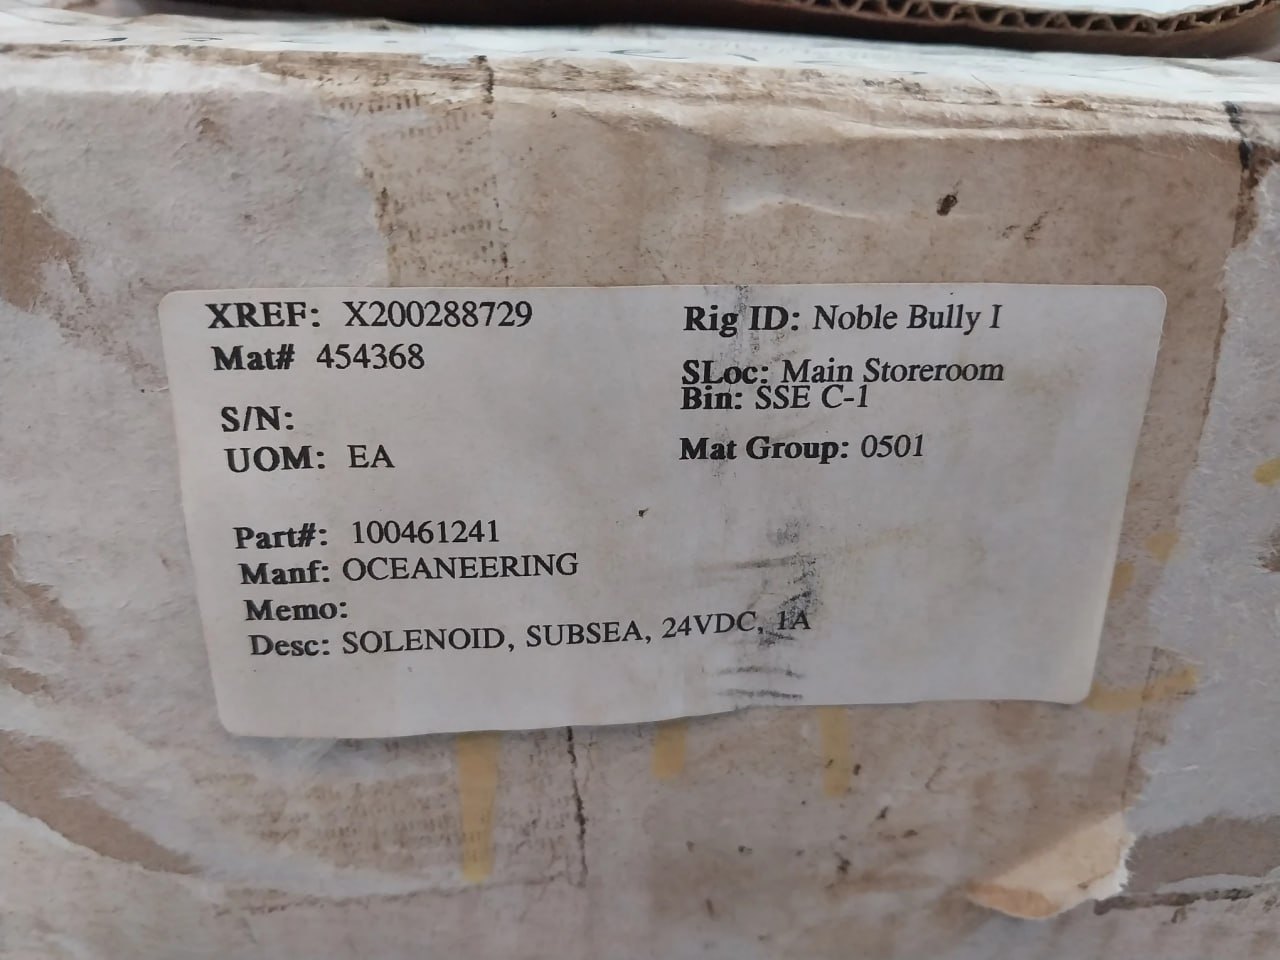 XREF: X200288729
Mat# 454368
S/N:
UOM: EA
Rig ID: Noble Bully I
SLoc: Main Storeroom
Bin: SSE C-1
Mat Group: 0501
Part#: 100461241
Manf: OCEANEERING
Memo:
Desc: SOLENOID, SUBSEA, 24VDC, 1A